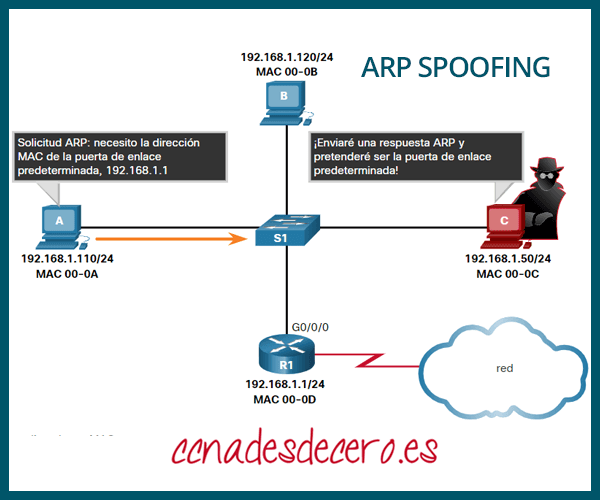 192.168.1.120/24
MAC 00-0B
ARP SPOOFING
B
Solicitud ARP: necesito la dirección
MAC de la puerta de enlace
predeterminada, 192.168.1.1
¡Enviaré una respuesta ARP y
pretenderé ser la puerta de enlace
predeterminada!
A
S1
C
192.168.1.110/24
MAC 00-0A
192.168.1.50/24
MAC 00-0C
G0/0/0
R1
red
192.168.1.1/24
MAC 00-0D
ccnadesdecero.es